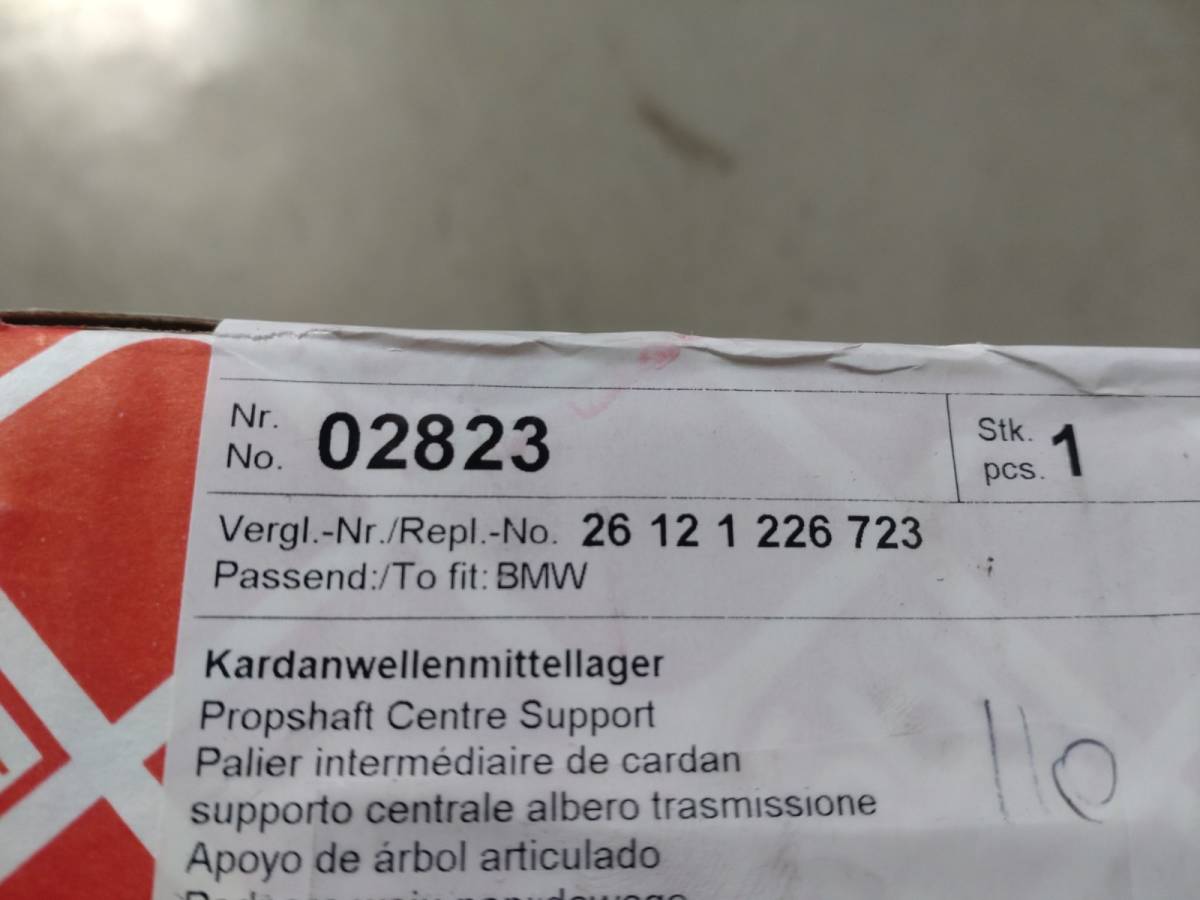 Nr.
No. 02823
Stk.
pcs. 1
Vergl.-Nr./Repl.-No. 26 12 1 226 723
Passend:/To fit: BMW
Kardanwellenmittellager
Propshaft Centre Support
Palier intermédiaire de cardan
supporto centrale albero trasmissione
Apoyo de árbol articulado
110